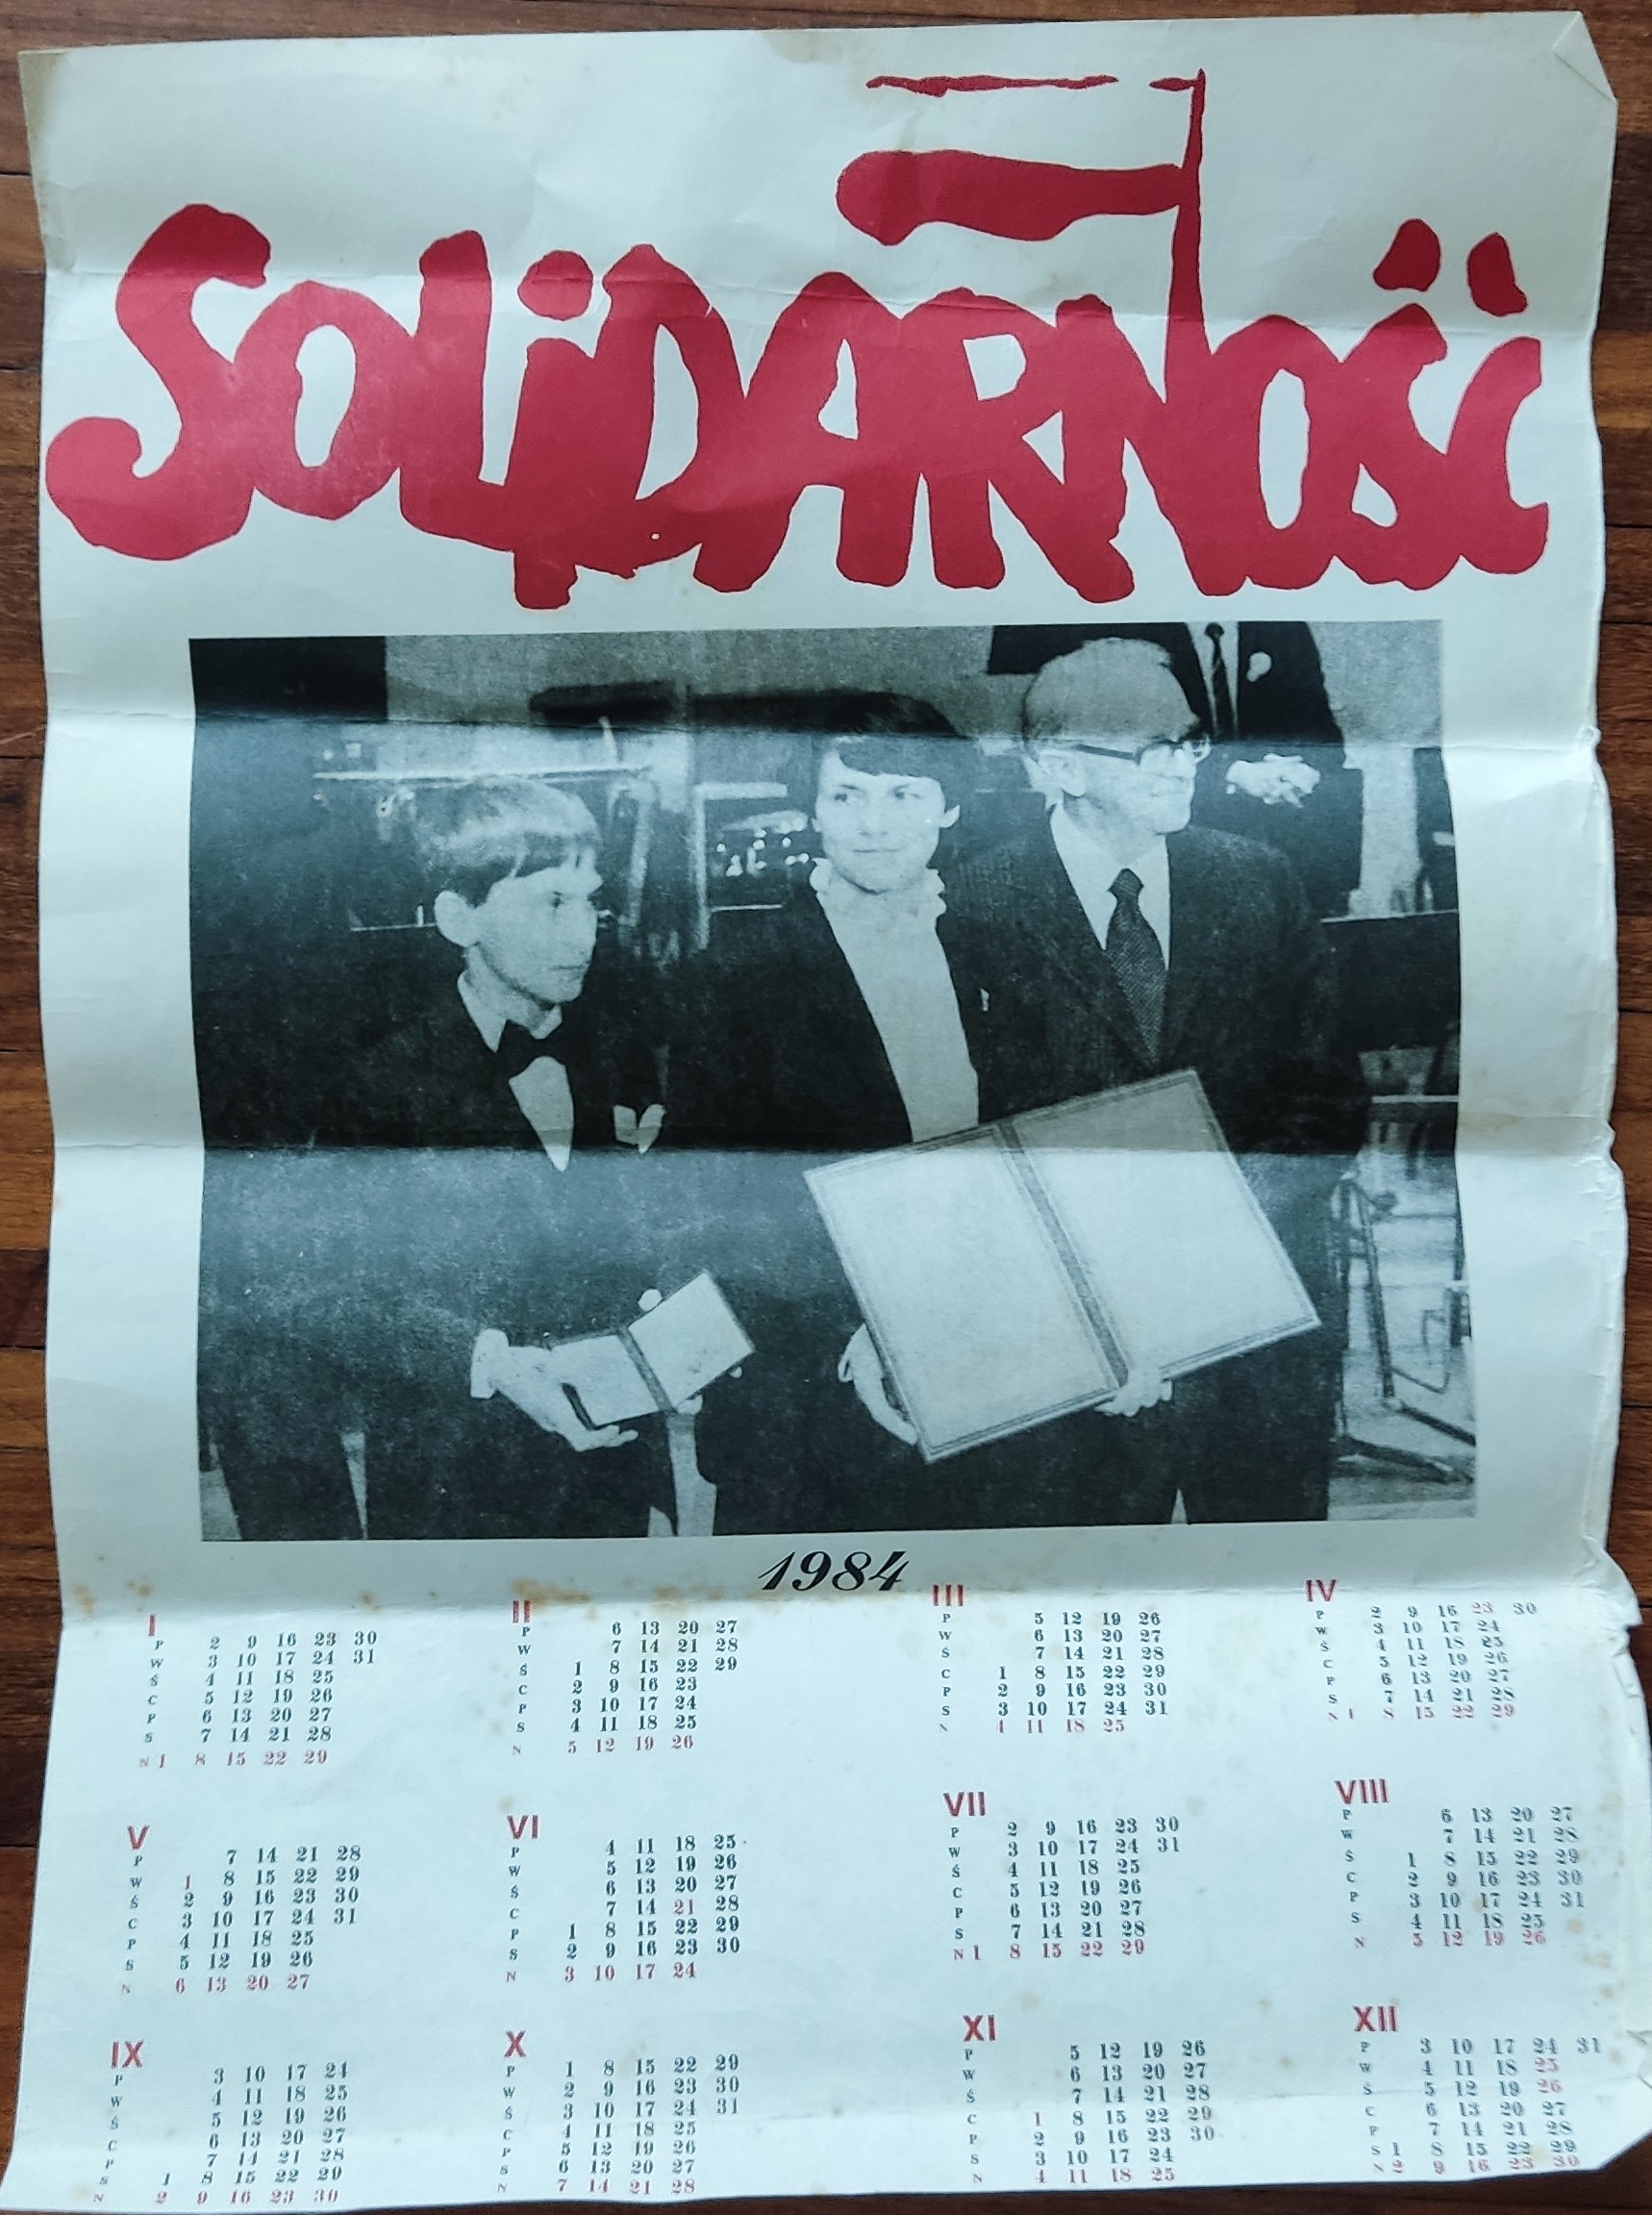 SOLIDARNOŚĆ
1984
I
P 2 9 16 23 30
W 3 10 17 24 31
Ś 4 11 18 25
C 5 12 19 26
P 6 13 20 27
S 7 14 21 28
N 1 8 15 22 29
II
P 6 13 20 27
W 7 14 21 28
Ś 1 8 15 22 29
C 2 9 16 23
P 3 10 17 24
S 4 11 18 25
N 5 12 19 26
III
P 5 12 19 26
W 6 13 20 27
Ś 7 14 21 28
C 1 8 15 22 29
P 2 9 16 23 30
S 3 10 17 24 31
N 4 11 18 25
IV
P 2 9 16 23 30
W 3 10 17 24
Ś 4 11 18 25
C 5 12 19 26
P 6 13 20 27
S 7 14 21 28
N 1 8 15 22 29
V
P 7 14 21 28
W 1 8 15 22 29
Ś 2 9 16 23 30
C 3 10 17 24 31
P 4 11 18 25
S 5 12 19 26
N 6 13 20 27
VI
P 4 11 18 25
W 5 12 19 26
Ś 6 13 20 27
C 7 14 21 28
P 1 8 15 22 29
S 2 9 16 23 30
N 3 10 17 24
VII
P 2 9 16 23 30
W 3 10 17 24 31
Ś 4 11 18 25
C 5 12 19 26
P 6 13 20 27
S 7 14 21 28
N 1 8 15 22 29
VIII
P 6 13 20 27
W 7 14 21 28
Ś 1 8 15 22 29
C 2 9 16 23 30
P 3 10 17 24 31
S 4 11 18 25
N 5 12 19 26
IX
P 3 10 17 24
W 4 11 18 25
Ś 5 12 19 26
C 6 13 20 27
P 7 14 21 28
S 1 8 15 22 29
N 2 9 16 23 30
X
P 1 8 15 22 29
W 2 9 16 23 30
Ś 3 10 17 24 31
C 4 11 18 25
P 5 12 19 26
S 6 13 20 27
N 7 14 21 28
XI
P 5 12 19 26
W 6 13 20 27
Ś 7 14 21 28
C 1 8 15 22 29
P 2 9 16 23 30
S 3 10 17 24
N 4 11 18 25
XII
P 3 10 17 24 31
W 4 11 18 25
Ś 5 12 19 26
C 6 13 20 27
P 7 14 21 28
S 1 8 15 22 29
N 2 9 16 23 30